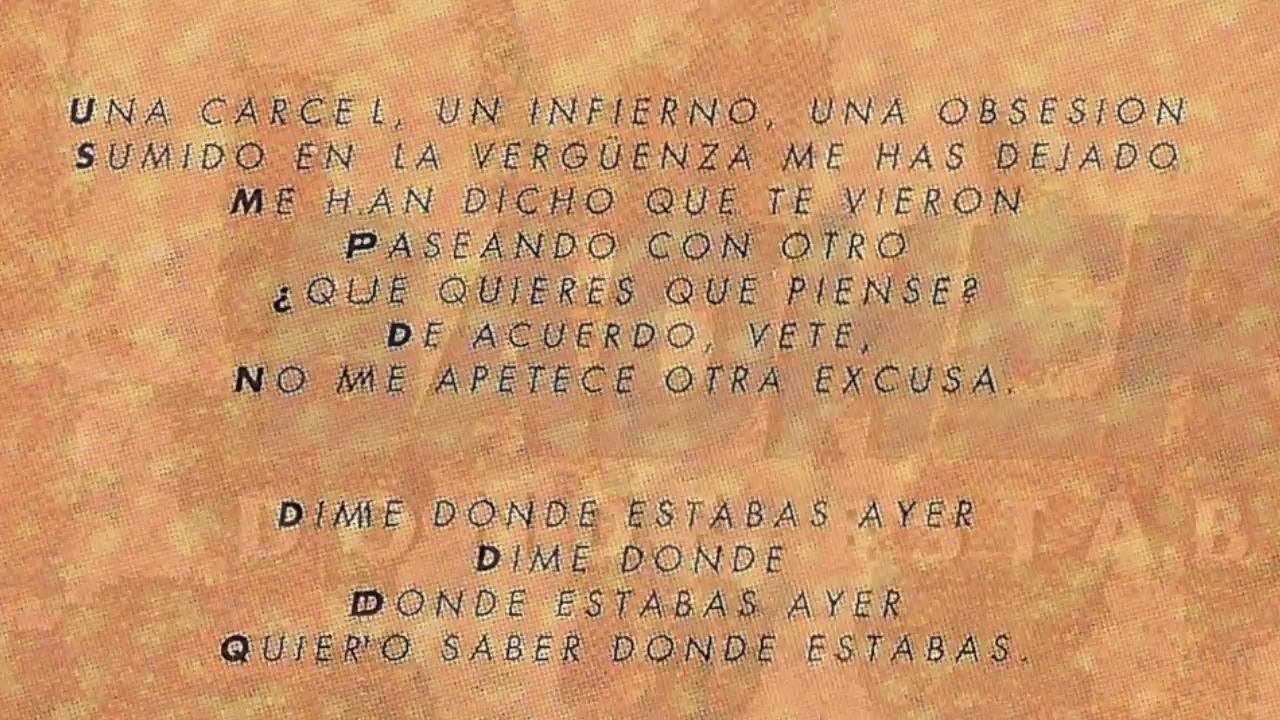 UNA CARCEL, UN INFIERNO, UNA OBSESION
SUMIDO EN LA VERGÜENZA ME HAS DEJADO
ME HAN DICHO QUE TE VIERON
PASEANDO CON OTRO
¿QUE QUIERES QUE PIENSE?
DE ACUERDO, VETE,
NO ME APETECE OTRA EXCUSA.
DIME DONDE ESTABAS AYER
DIME DONDE
DONDE ESTABAS AYER
QUIERO SABER DONDE ESTABAS.